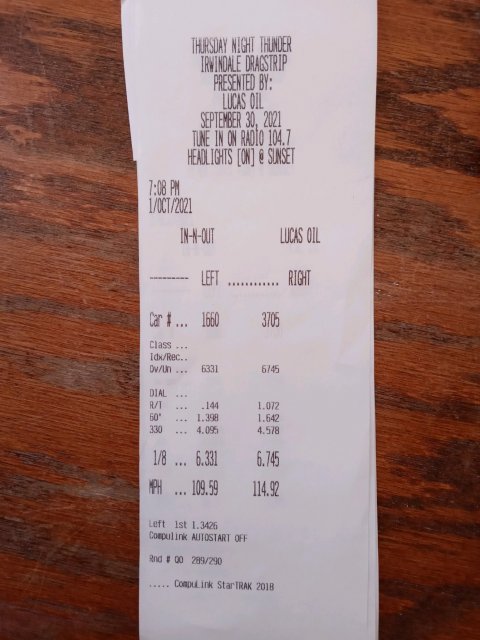 THURSDAY NIGHT THUNDER
IRWINDALE DRAGSTRIP
PRESENTED BY:
LUCAS OIL
SEPTEMBER 30, 2021
TUNE IN ON RADIO 104.7
HEADLIGHTS [ON] @ SUNSET
7:08 PM
1/OCT/2021
IN-N-OUT LUCAS OIL
--------- LEFT ............ RIGHT
Car # ... 1660 3705
Class ...
Idx/Rec..
Ov/Un ... 6331 6745
DIAL ...
R/T ... .144 1.072
60' ... 1.398 1.642
330 ... 4.095 4.578
1/8 ... 6.331 6.745
MPH ... 109.59 114.92
Left 1st 1.3426
Compulink AUTOSTART OFF
Rnd # Q0 289/290
..... CompuLink StarTRAK 2018